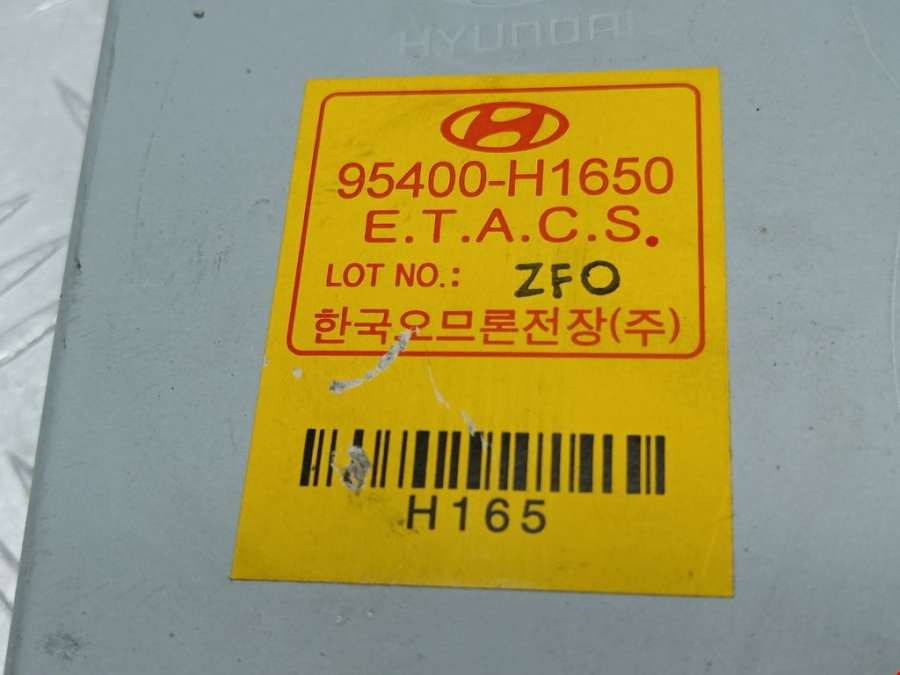 HYUNDAI
95400-H1650
E.T.A.C.S.
LOT NO.: ZFO
한국오므론전장(주)
H165